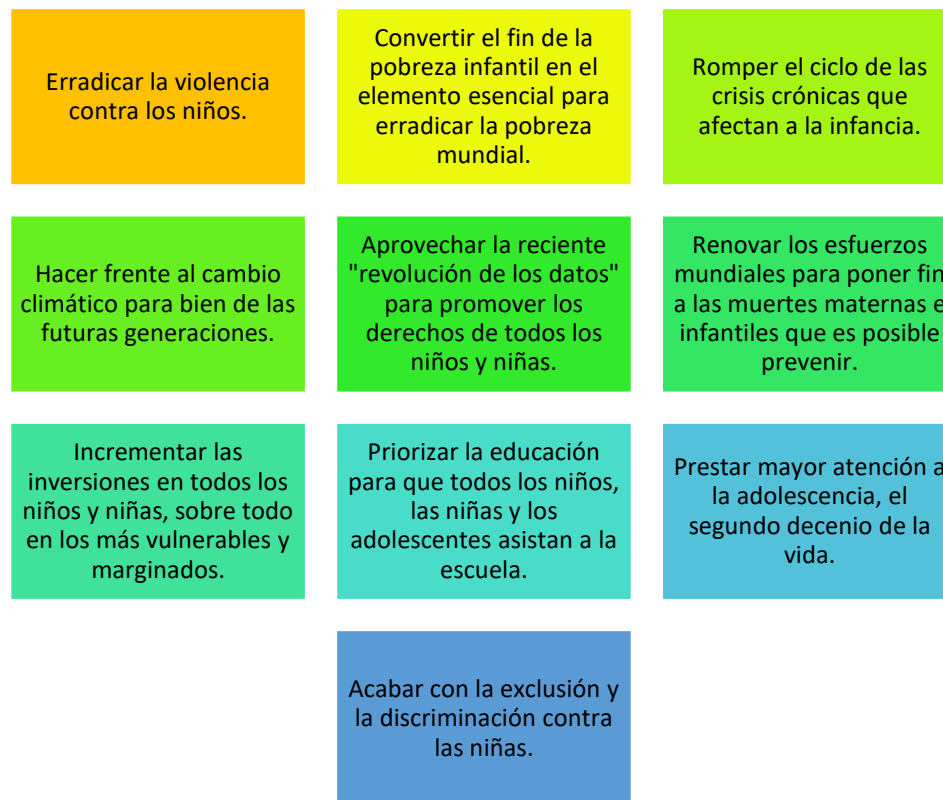 Erradicar la violencia
contra los niños.
Convertir el fin de la
pobreza infantil en el
elemento esencial para
erradicar la pobreza
mundial.
Romper el ciclo de las
crisis crónicas que
afectan a la infancia.
Hacer frente al cambio
climático para bien de las
futuras generaciones.
Aprovechar la reciente
"revolución de los datos"
para promover los
derechos de todos los
niños y niñas.
Renovar los esfuerzos
mundiales para poner fin
a las muertes maternas e
infantiles que es posible
prevenir.
Incrementar las
inversiones en todos los
niños y niñas, sobre todo
en los más vulnerables y
marginados.
Priorizar la educación
para que todos los niños,
las niñas y los
adolescentes asistan a la
escuela.
Prestar mayor atención a
la adolescencia, el
segundo decenio de la
vida.
Acabar con la exclusión y
la discriminación contra
las niñas.